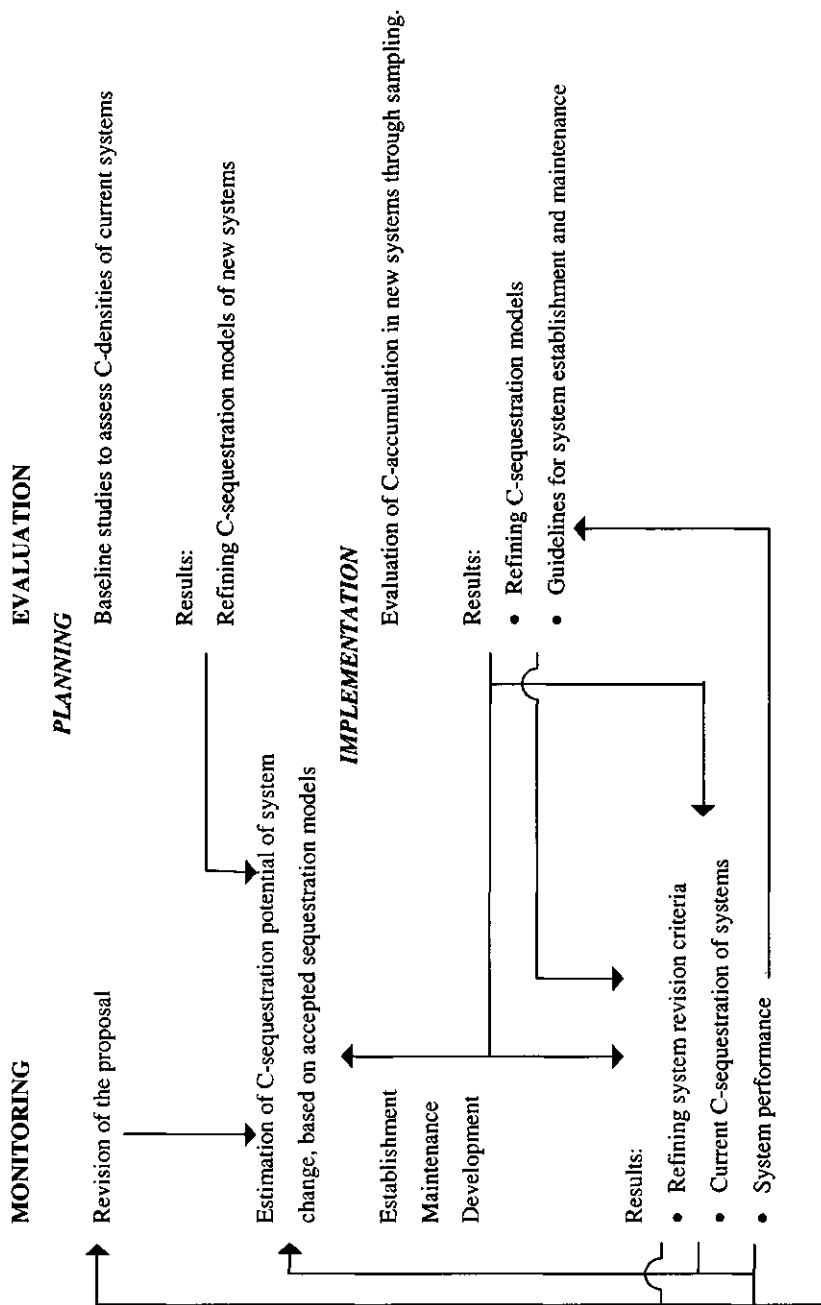 MONITORING
EVALUATION
PLANNING
Revision of the proposal
Baseline studies to assess C-densities of current systems
Results:
Refining C-sequestration models of new systems
Estimation of C-sequestration potential of system
change, based on accepted sequestration models
IMPLEMENTATION
Establishment
Maintenance
Development
Evaluation of C-accumulation in new systems through sampling.
Results:
• Refining C-sequestration models
• Guidelines for system establishment and maintenance
Results:
• Refining system revision criteria
• Current C-sequestration of systems
• System performance